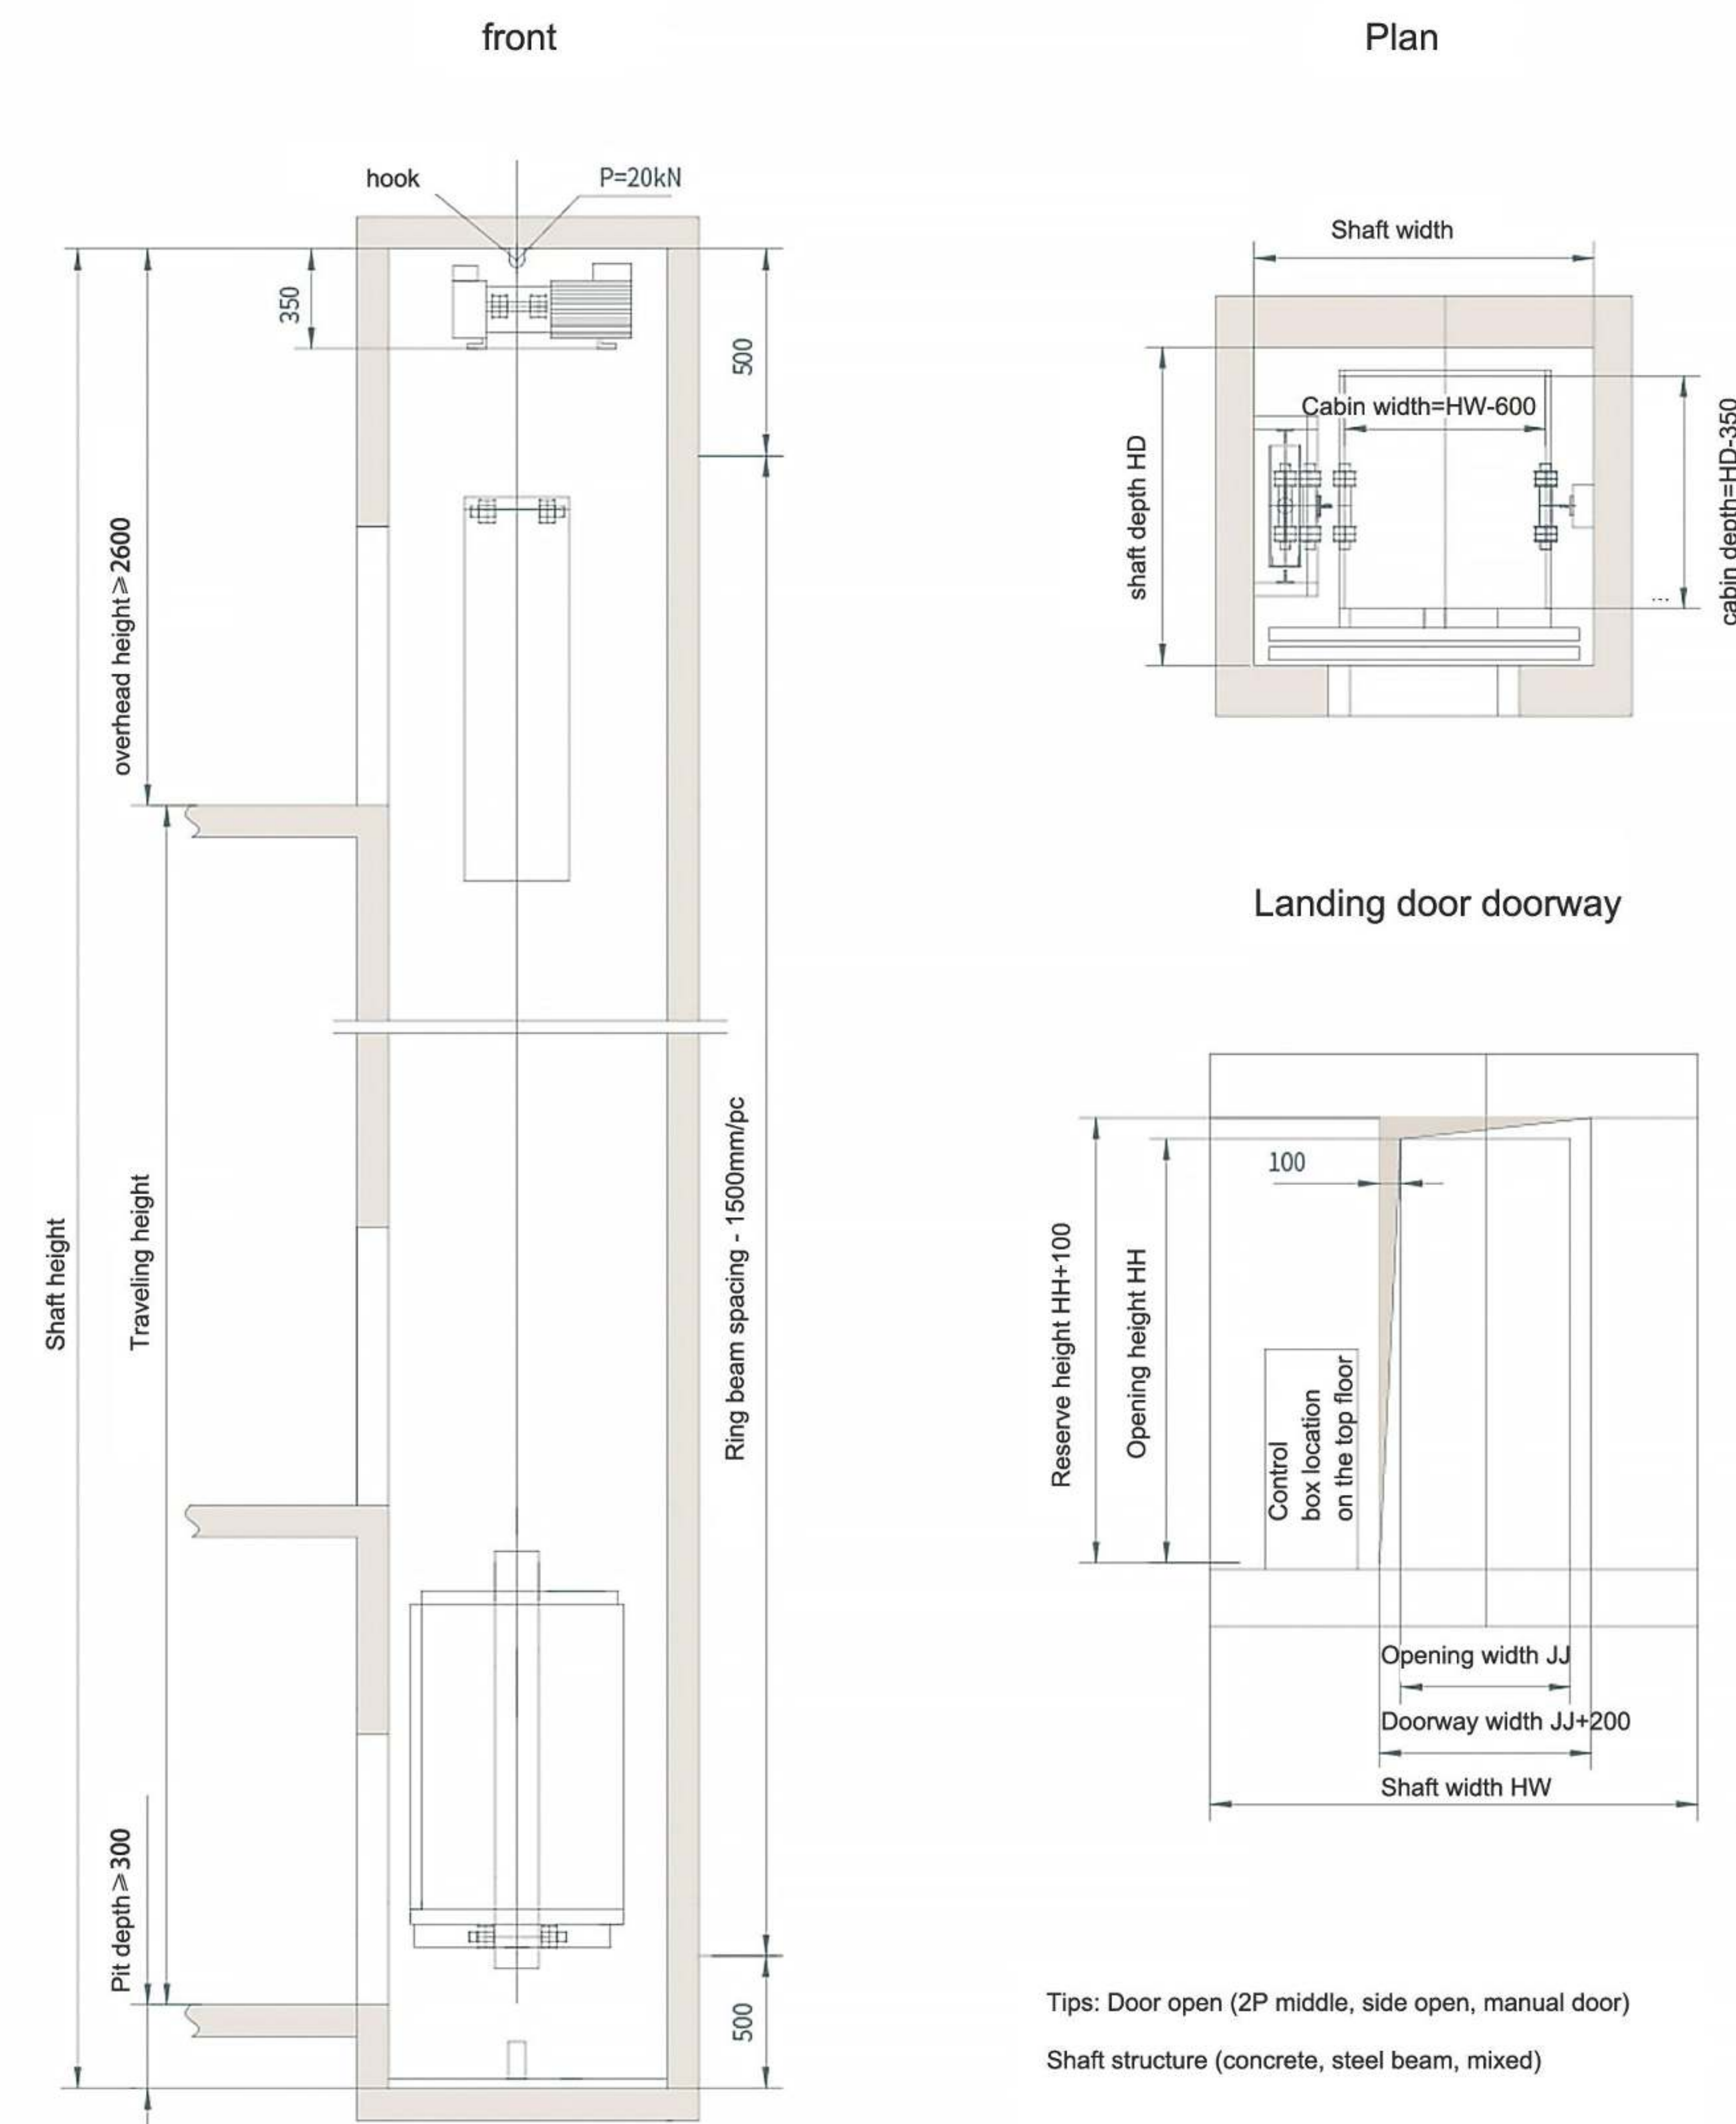 front
Plan
hook
P=20kN
350
500
overhead height⩾2600
Shaft height
Traveling height
Ring beam spacing - 1500mm/pc
Pit depth⩾300
500
Shaft width
Cabin width=HW-600
shaft depth HD
cabin depth=HD-350
...
Landing door doorway
100
Reserve height HH+100
Opening height HH
Control
box location
on the top floor
Opening width JJ
Doorway width JJ+200
Shaft width HW
Tips: Door open (2P middle, side open, manual door)
Shaft structure (concrete, steel beam, mixed)